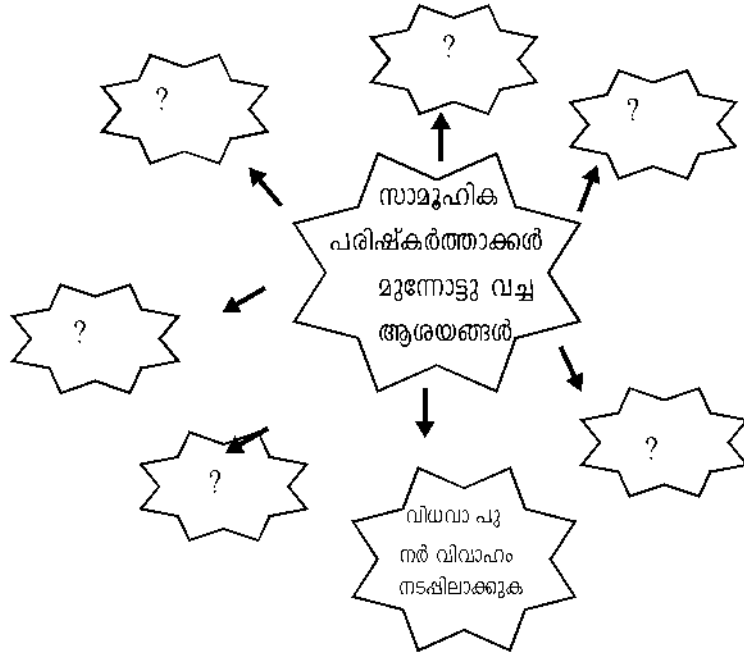 ?
?
?
സാമൂഹിക
പരിഷ്കർത്താക്കൾ
മുന്നോട്ടു വച്ച
ആശയങ്ങൾ
?
?
?
വിധവാ പു
നർ വിവാഹം
നടപ്പിലാക്കുക